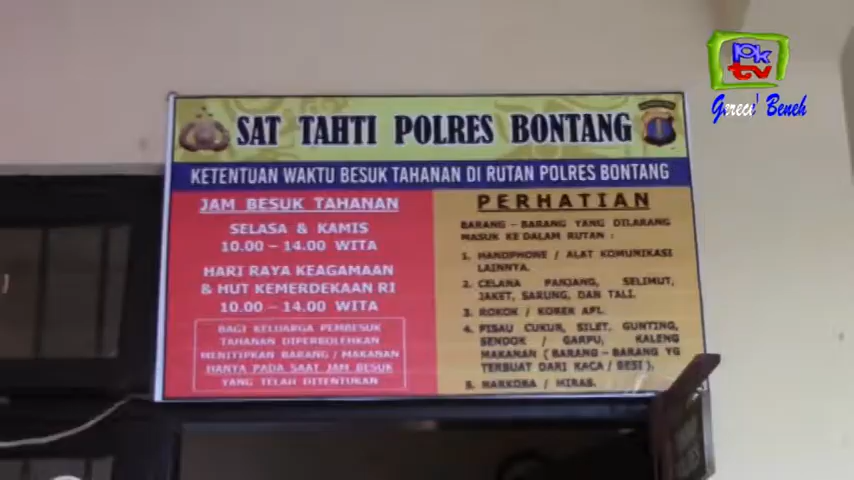 PK
tv
Gerecek Beneh
SAT TAHTI POLRES BONTANG
KETENTUAN WAKTU BESUK TAHANAN DI RUTAN POLRES BONTANG
JAM BESUK TAHANAN
SELASA & KAMIS
10.00 - 14.00 WITA
HARI RAYA KEAGAMAAN
& HUT KEMERDEKAAN RI
10.00 - 14.00 WITA
BAGI KELUARGA PEMBESUK
TAHANAN DIPERBOLEHKAN
MENITIPKAN BARANG / MAKANAN
HANYA PADA SAAT JAM BESUK
YANG TELAH DITENTUKAN
PERHATIAN
BARANG - BARANG YANG DILARANG
MASUK KEDALAM RUTAN :
1. HANDPHONE / ALAT KOMUNIKASI
LAINNYA.
2. CELANA PANJANG, SELIMUT,
JAKET, SARUNG, DAN TALI.
3. ROKOK / KOREK API.
4. PISAU CUKUR, SILET, GUNTING,
SENDOK / GARPU, KALENG
MAKANAN ( BARANG - BARANG YG
TERBUAT DARI KACA / BESI ).
5. NARKOBA / MIRAS.